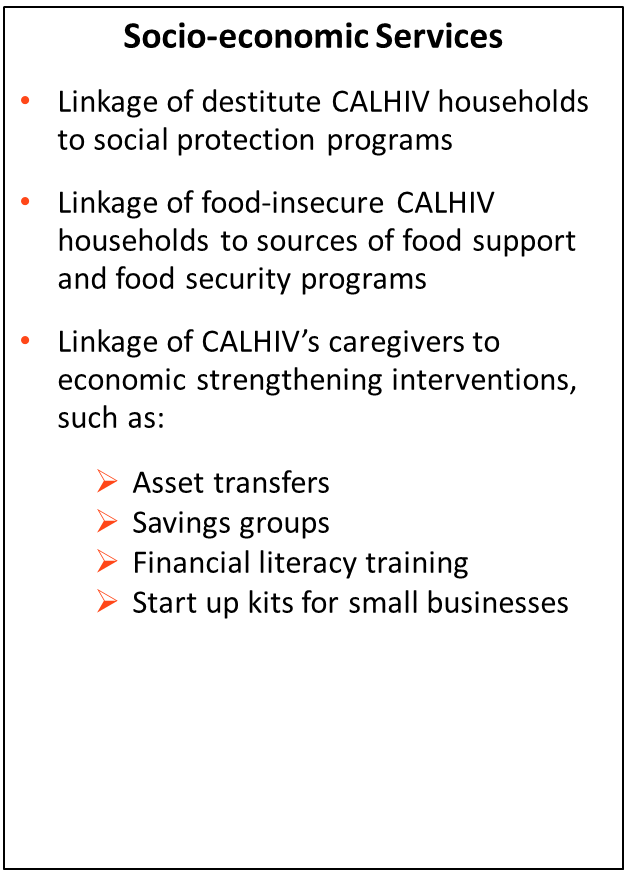 Socio-economic Services
• Linkage of destitute CALHIV households
to social protection programs
• Linkage of food-insecure CALHIV
households to sources of food support
and food security programs
• Linkage of CALHIV’s caregivers to
economic strengthening interventions,
such as:
➢ Asset transfers
➢ Savings groups
➢ Financial literacy training
➢ Start up kits for small businesses